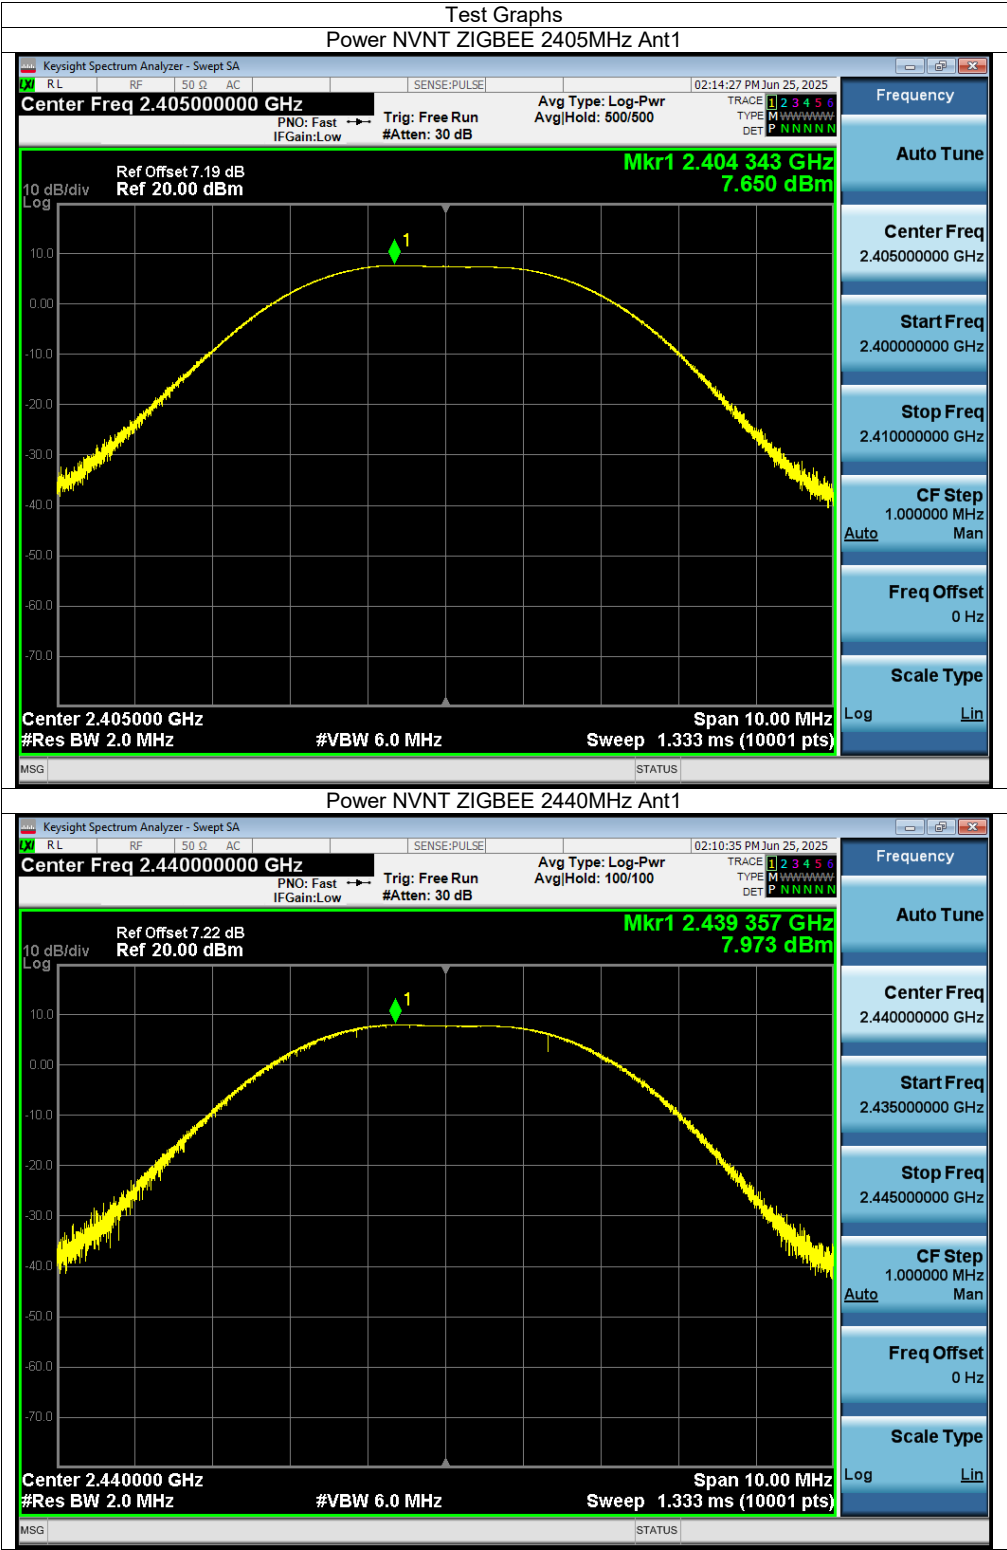 Test Graphs
Power NVNT ZIGBEE 2405MHz Ant1
Keysight Spectrum Analyzer - Swept SA
LXI RL RF 50 Ω AC SENSE:PULSE 02:14:27 PM Jun 25, 2025
Center Freq 2.405000000 GHz
PNO: Fast
IFGain:Low
Trig: Free Run
#Atten: 30 dB
Avg Type: Log-Pwr
Avg|Hold: 500/500
TRACE 1 2 3 4 5 6
TYPE M WWWWW
DET P N N N N N
Frequency
Mkr1 2.404 343 GHz
7.650 dBm
Ref Offset 7.19 dB
10 dB/div Ref 20.00 dBm
Log
10.0
0.00
-10.0
-20.0
-30.0
-40.0
-50.0
-60.0
-70.0
1
Center 2.405000 GHz Span 10.00 MHz
#Res BW 2.0 MHz #VBW 6.0 MHz Sweep 1.333 ms (10001 pts)
MSG STATUS
Auto Tune
Center Freq
2.405000000 GHz
Start Freq
2.400000000 GHz
Stop Freq
2.410000000 GHz
CF Step
1.000000 MHz
Auto Man
Freq Offset
0 Hz
Scale Type
Log Lin
Power NVNT ZIGBEE 2440MHz Ant1
Keysight Spectrum Analyzer - Swept SA
LXI RL RF 50 Ω AC SENSE:PULSE 02:10:35 PM Jun 25, 2025
Center Freq 2.440000000 GHz
PNO: Fast
IFGain:Low
Trig: Free Run
#Atten: 30 dB
Avg Type: Log-Pwr
Avg|Hold: 100/100
TRACE 1 2 3 4 5 6
TYPE M WWWWW
DET P N N N N N
Frequency
Mkr1 2.439 357 GHz
7.973 dBm
Ref Offset 7.22 dB
10 dB/div Ref 20.00 dBm
Log
10.0
0.00
-10.0
-20.0
-30.0
-40.0
-50.0
-60.0
-70.0
1
Center 2.440000 GHz Span 10.00 MHz
#Res BW 2.0 MHz #VBW 6.0 MHz Sweep 1.333 ms (10001 pts)
MSG STATUS
Auto Tune
Center Freq
2.440000000 GHz
Start Freq
2.435000000 GHz
Stop Freq
2.445000000 GHz
CF Step
1.000000 MHz
Auto Man
Freq Offset
0 Hz
Scale Type
Log Lin